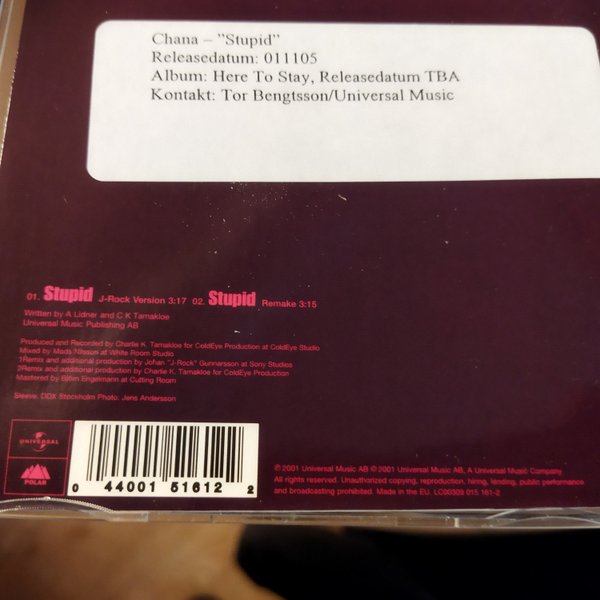 Chana – ”Stupid”
Releasedatum: 011105
Album: Here To Stay, Releasedatum TBA
Kontakt: Tor Bengtsson/Universal Music
01. Stupid J-Rock Version 3:17 02. Stupid Remake 3:15
Written by A Lidner and C K Tamakloe
Universal Music Publishing AB
Produced and Recorded by Charlie K. Tamakloe for ColdEye Production at ColdEye Studio
Mixed by Mads Nilsson at White Room Studio
1Remix and additional production by Johan "J-Rock" Gunnarsson at Sony Studios
2Remix and additional production by Charlie K. Tamakloe for ColdEye Production
Mastered by Björn Engelmann at Cutting Room
Sleeve: DDX Stockholm Photo: Jens Andersson
UNIVERSAL
POLAR
0 44001 51612 2
℗ 2001 Universal Music AB © 2001 Universal Music AB, A Universal Music Company
All rights reserved. Unauthorized copying, reproduction, hiring, lending, public performance
and broadcasting prohibited. Made in the EU. LC00309 015 161-2